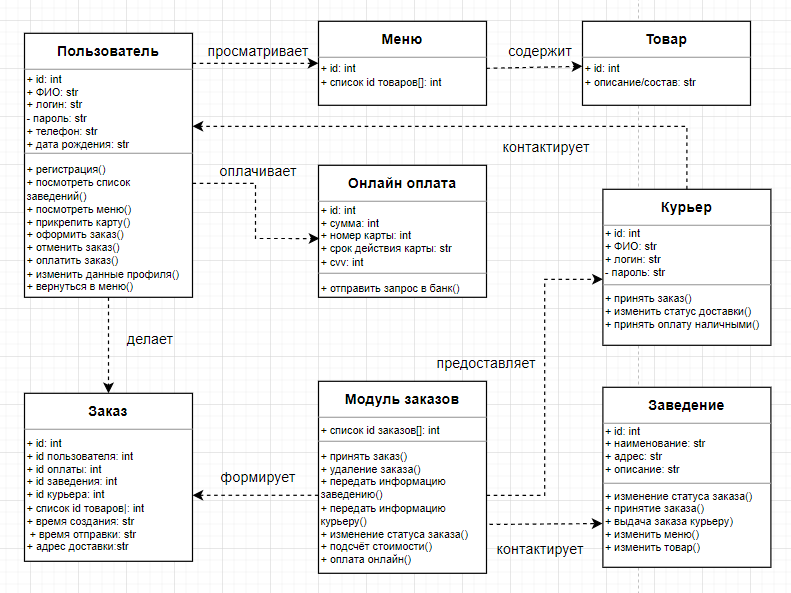 Пользователь
+ id: int
+ ФИО: str
+ логин: str
- пароль: str
+ телефон: str
+ дата рождения: str
+ регистрация()
+ посмотреть список
заведений()
+ посмотреть меню()
+ прикрепить карту()
+ оформить заказ()
+ отменить заказ()
+ оплатить заказ()
+ изменить данные профиля()
+ вернуться в меню()
просматривает
Меню
+ id: int
+ список id товаров[]: int
содержит
Товар
+ id: int
+ описание/состав: str
контактирует
оплачивает
Онлайн оплата
+ id: int
+ сумма: int
+ номер карты: int
+ срок действия карты: str
+ cvv: int
+ отправить запрос в банк()
Курьер
+ id: int
+ ФИО: str
+ логин: str
- пароль: str
+ принять заказ()
+ изменить статус доставки()
+ принять оплату наличными()
делает
предоставляет
Заказ
+ id: int
+ id пользователя: int
+ id оплаты: int
+ id заведения: int
+ id курьера: int
+ список id товаров|: int
+ время создания: str
+ время отправки: str
+ адрес доставки:str
формирует
Модуль заказов
+ список id заказов[]: int
+ принять заказ()
+ удаление заказа()
+ передать информацию
заведению()
+ передать информацию
курьеру()
+ изменение статуса заказа()
+ подсчёт стоимости()
+ оплата онлайн()
контактирует
Заведение
+ id: int
+ наименование: str
+ адрес: str
+ описание: str
+ изменение статуса заказа()
+ принятие заказа()
+ выдача заказа курьеру)
+ изменить меню()
+ изменить товар()